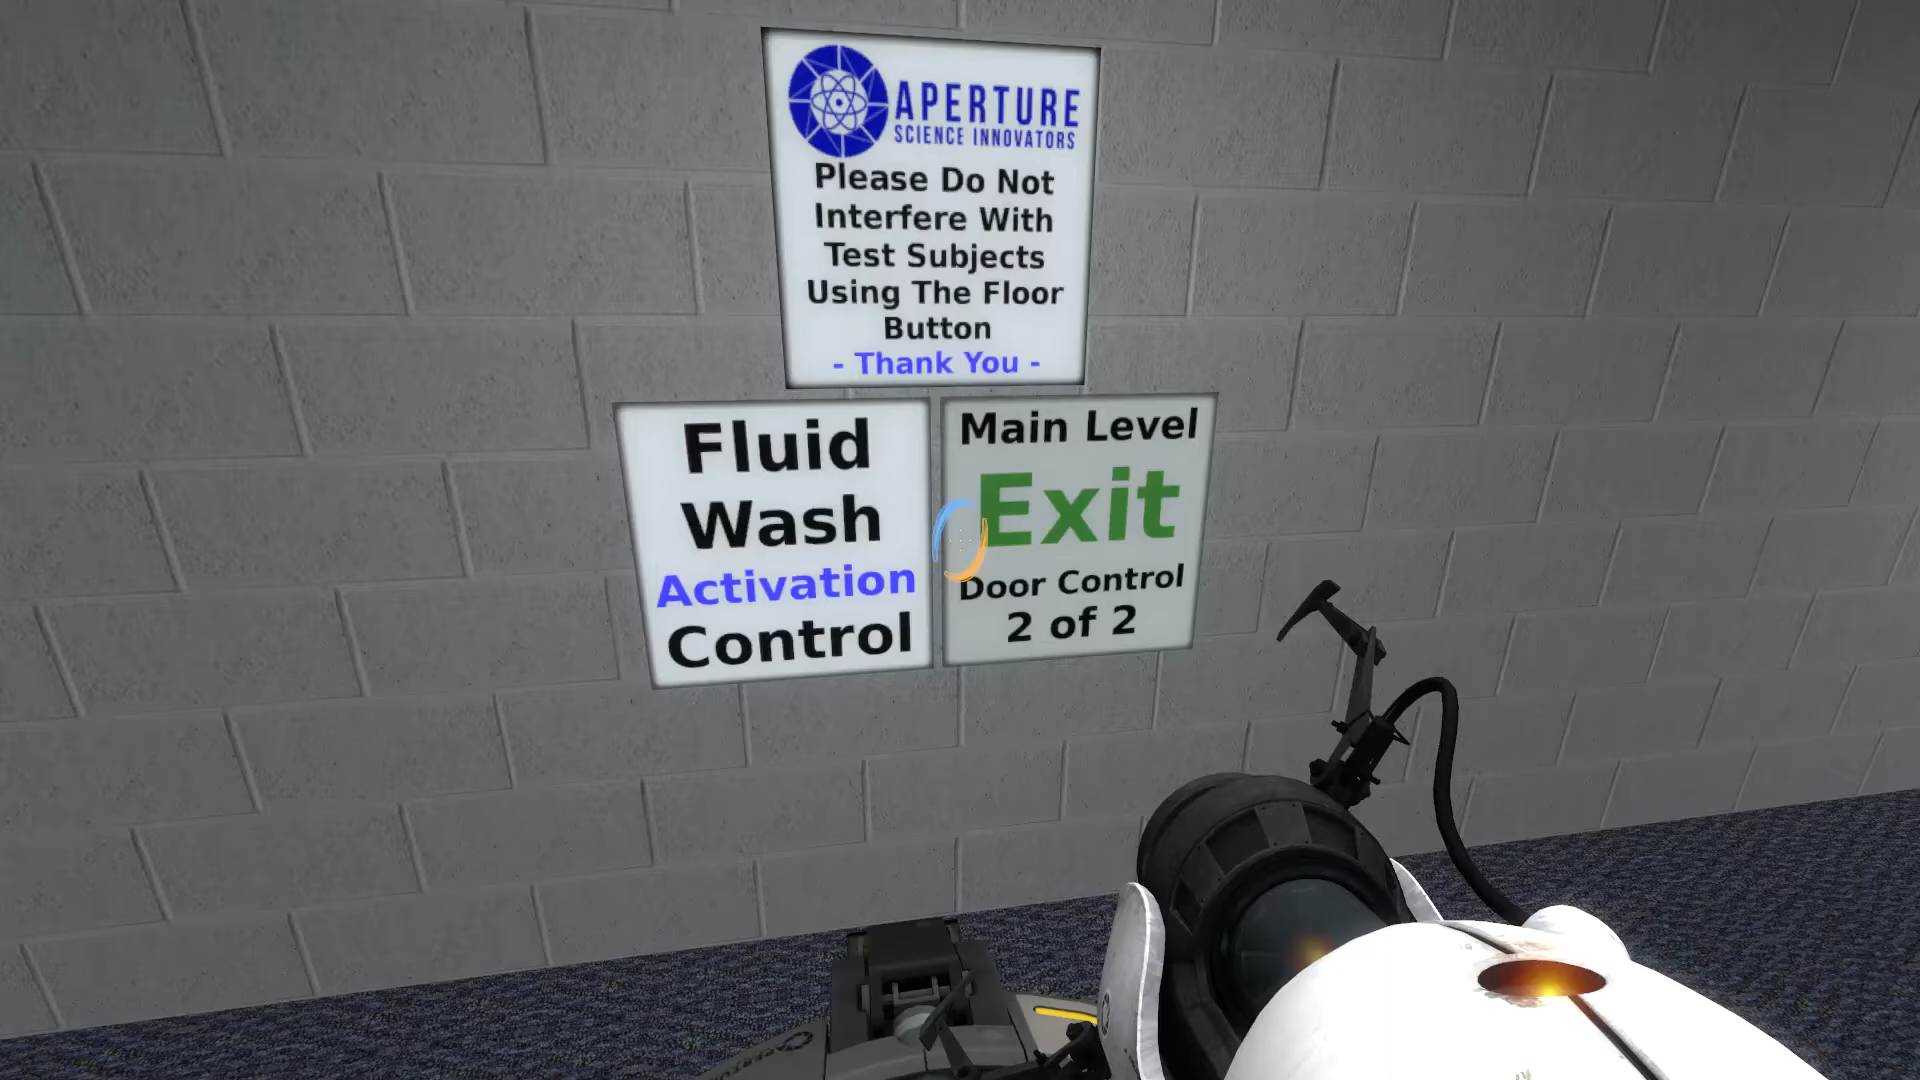 APERTURE
SCIENCE INNOVATORS
Please Do Not
Interfere With
Test Subjects
Using The Floor
Button
- Thank You -
Fluid
Wash
Activation
Control
Main Level
Exit
Door Control
2 of 2